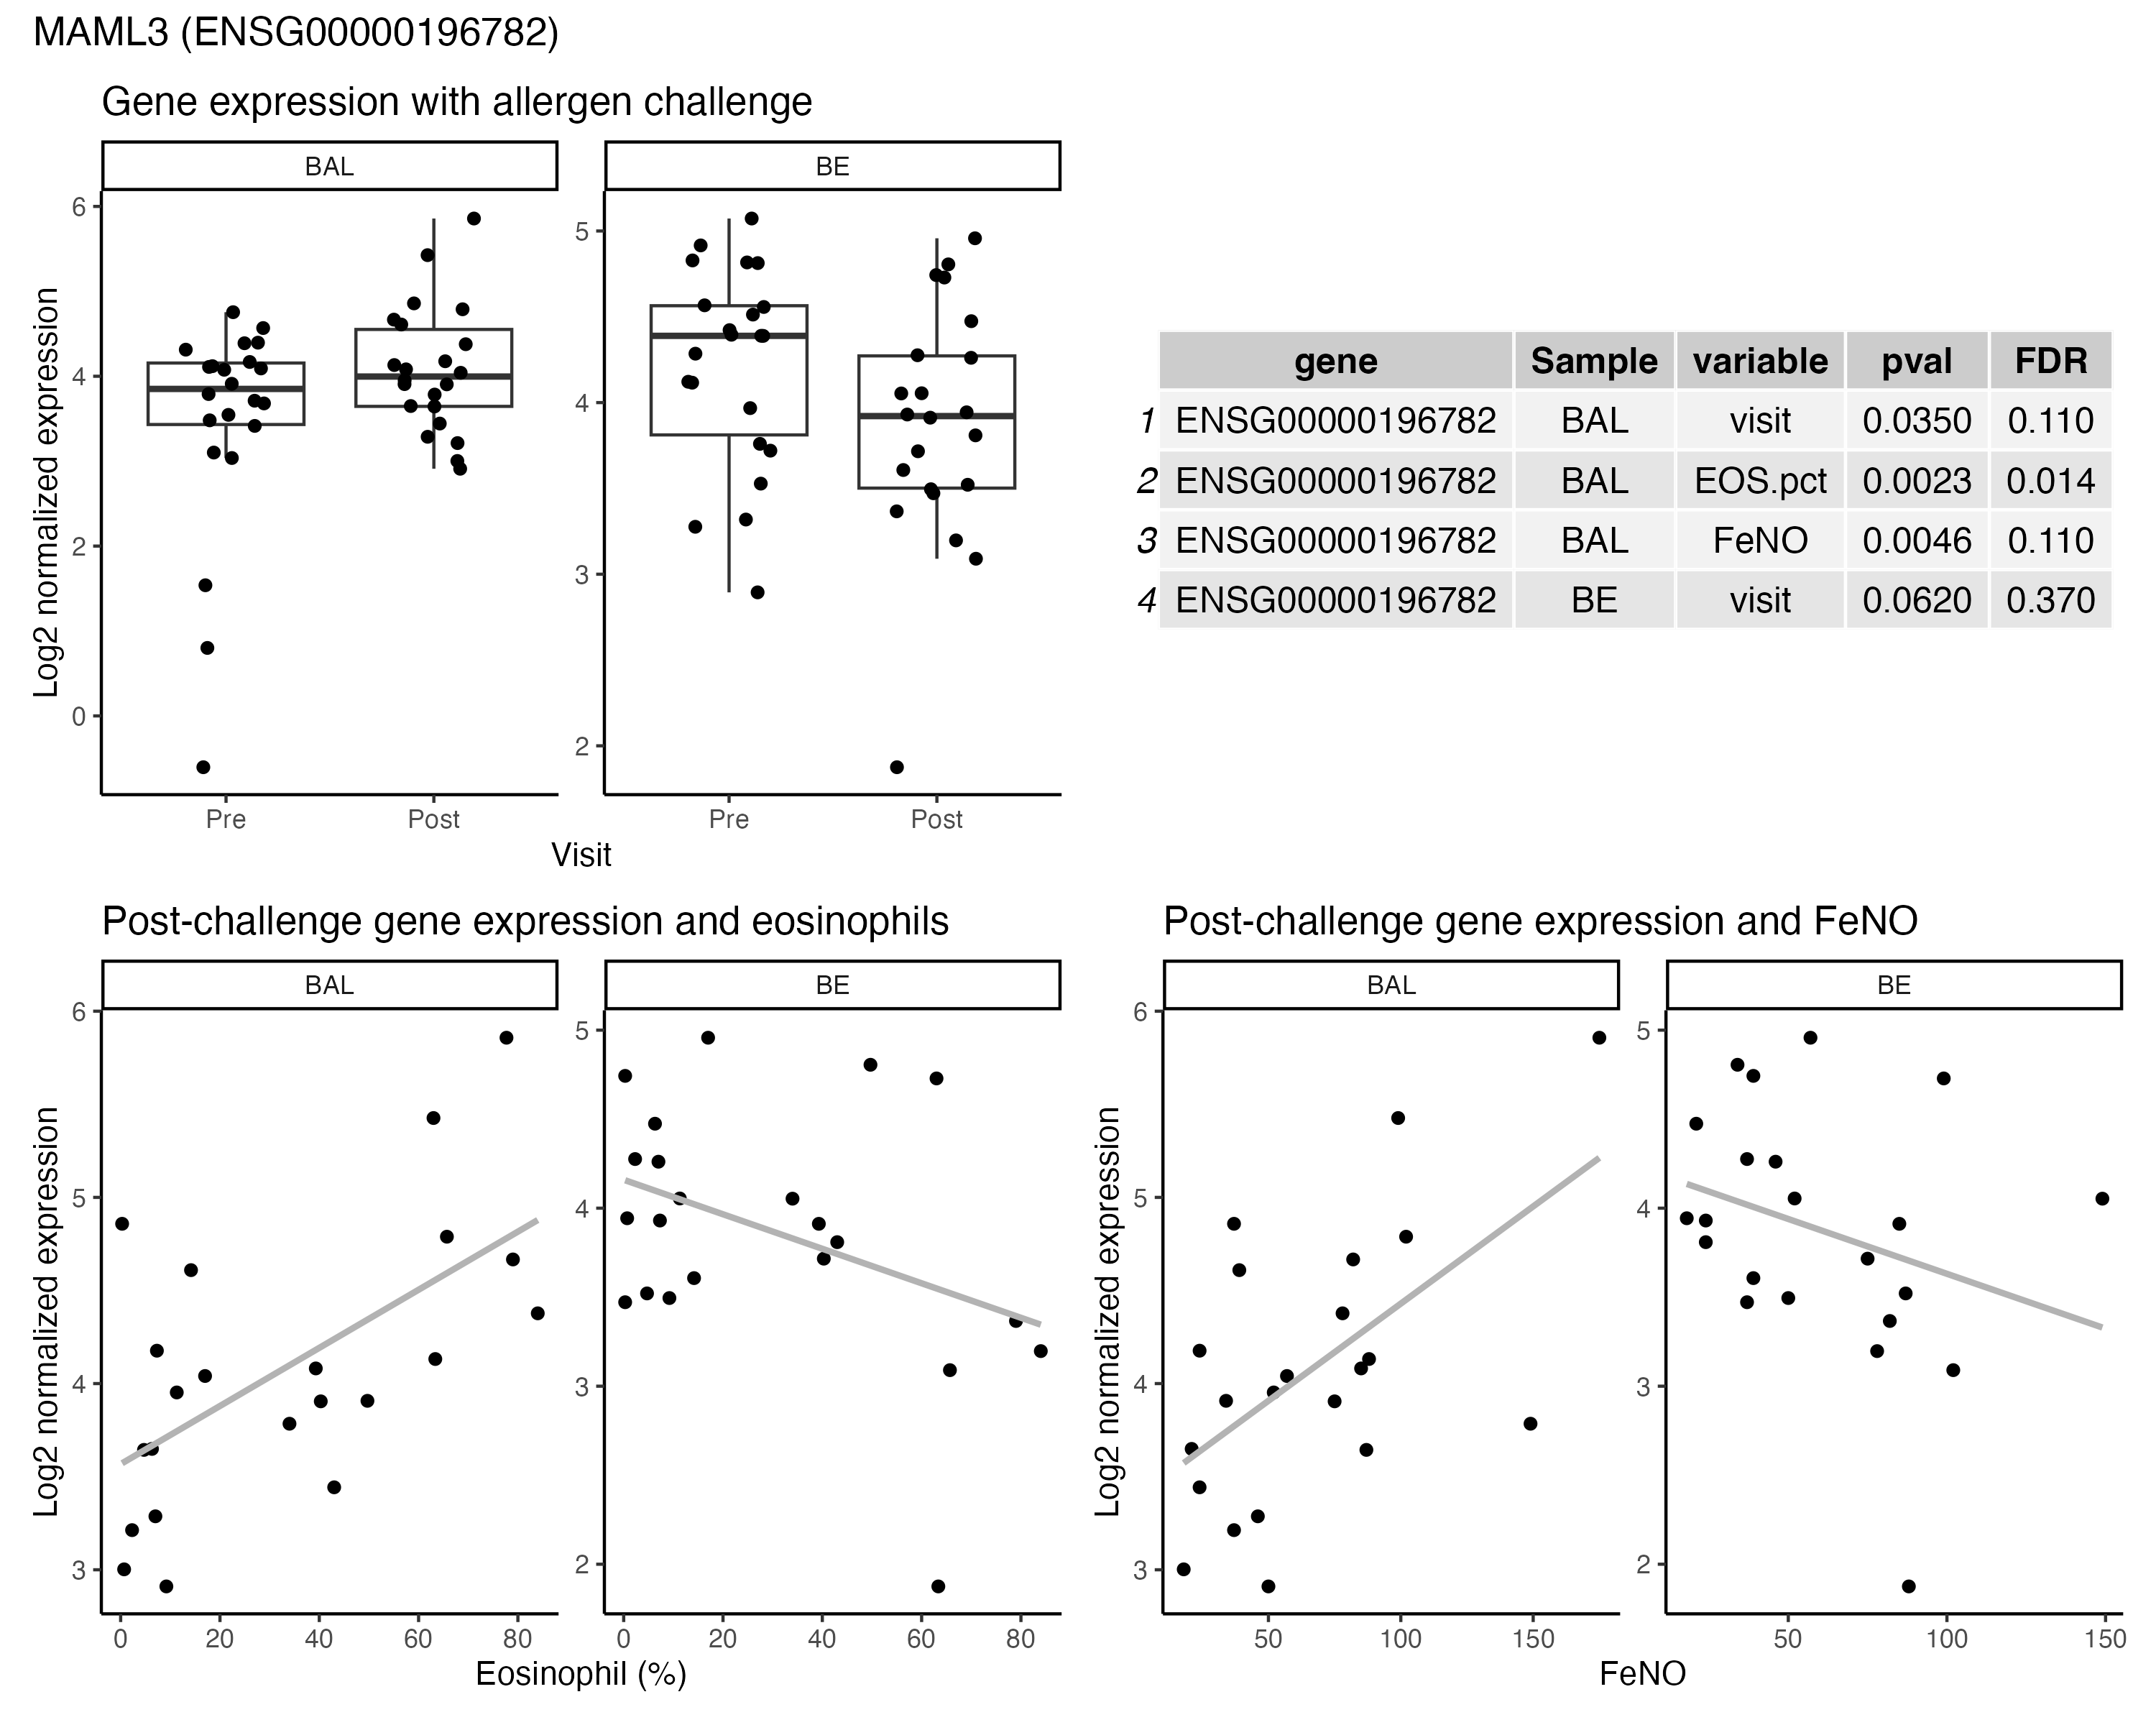 MAML3 (ENSG00000196782)
Gene expression with allergen challenge
BAL
BE
Log2 normalized expression
6
4
2
0
5
4
3
2
Pre
Post
Pre
Post
Visit
gene Sample variable pval FDR
1 ENSG00000196782 BAL visit 0.0350 0.110
2 ENSG00000196782 BAL EOS.pct 0.0023 0.014
3 ENSG00000196782 BAL FeNO 0.0046 0.110
4 ENSG00000196782 BE visit 0.0620 0.370
Post-challenge gene expression and eosinophils
BAL
BE
Log2 normalized expression
6
5
4
3
5
4
3
2
0 20 40 60 80
0 20 40 60 80
Eosinophil (%)
Post-challenge gene expression and FeNO
BAL
BE
Log2 normalized expression
6
5
4
3
5
4
3
2
50 100 150
50 100 150
FeNO